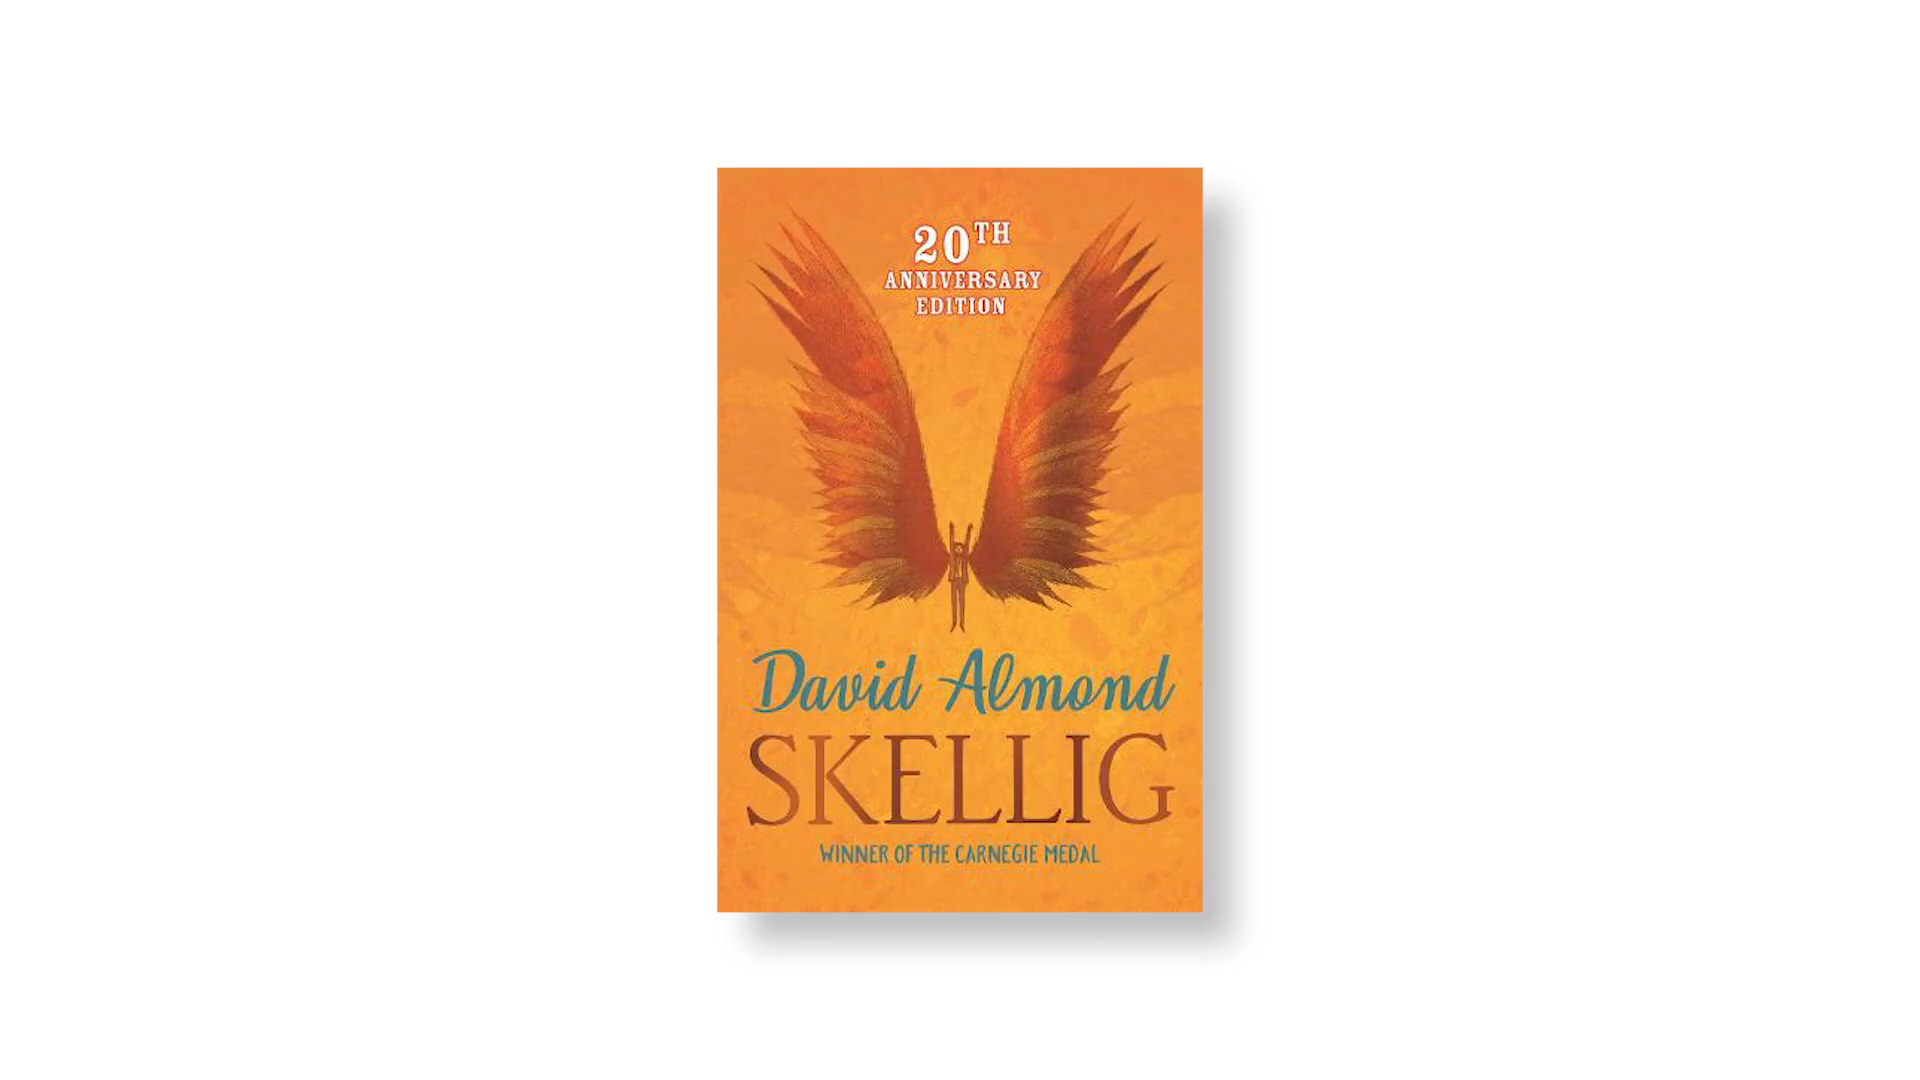 20TH
ANNIVERSARY
EDITION
David Almond
SKELLIG
WINNER OF THE CARNEGIE MEDAL